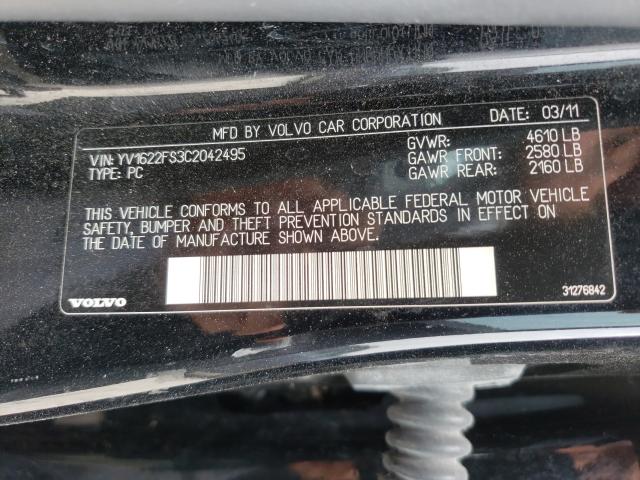 MFD BY VOLVO CAR CORPORATION DATE: 03/11
VIN: YV1622FS3C2042495 GVWR: 4610 LB
TYPE: PC GAWR FRONT: 2580 LB
GAWR REAR: 2160 LB
THIS VEHICLE CONFORMS TO ALL APPLICABLE FEDERAL MOTOR VEHICLE
SAFETY, BUMPER AND THEFT PREVENTION STANDARDS IN EFFECT ON
THE DATE OF MANUFACTURE SHOWN ABOVE.
VOLVO 31276842